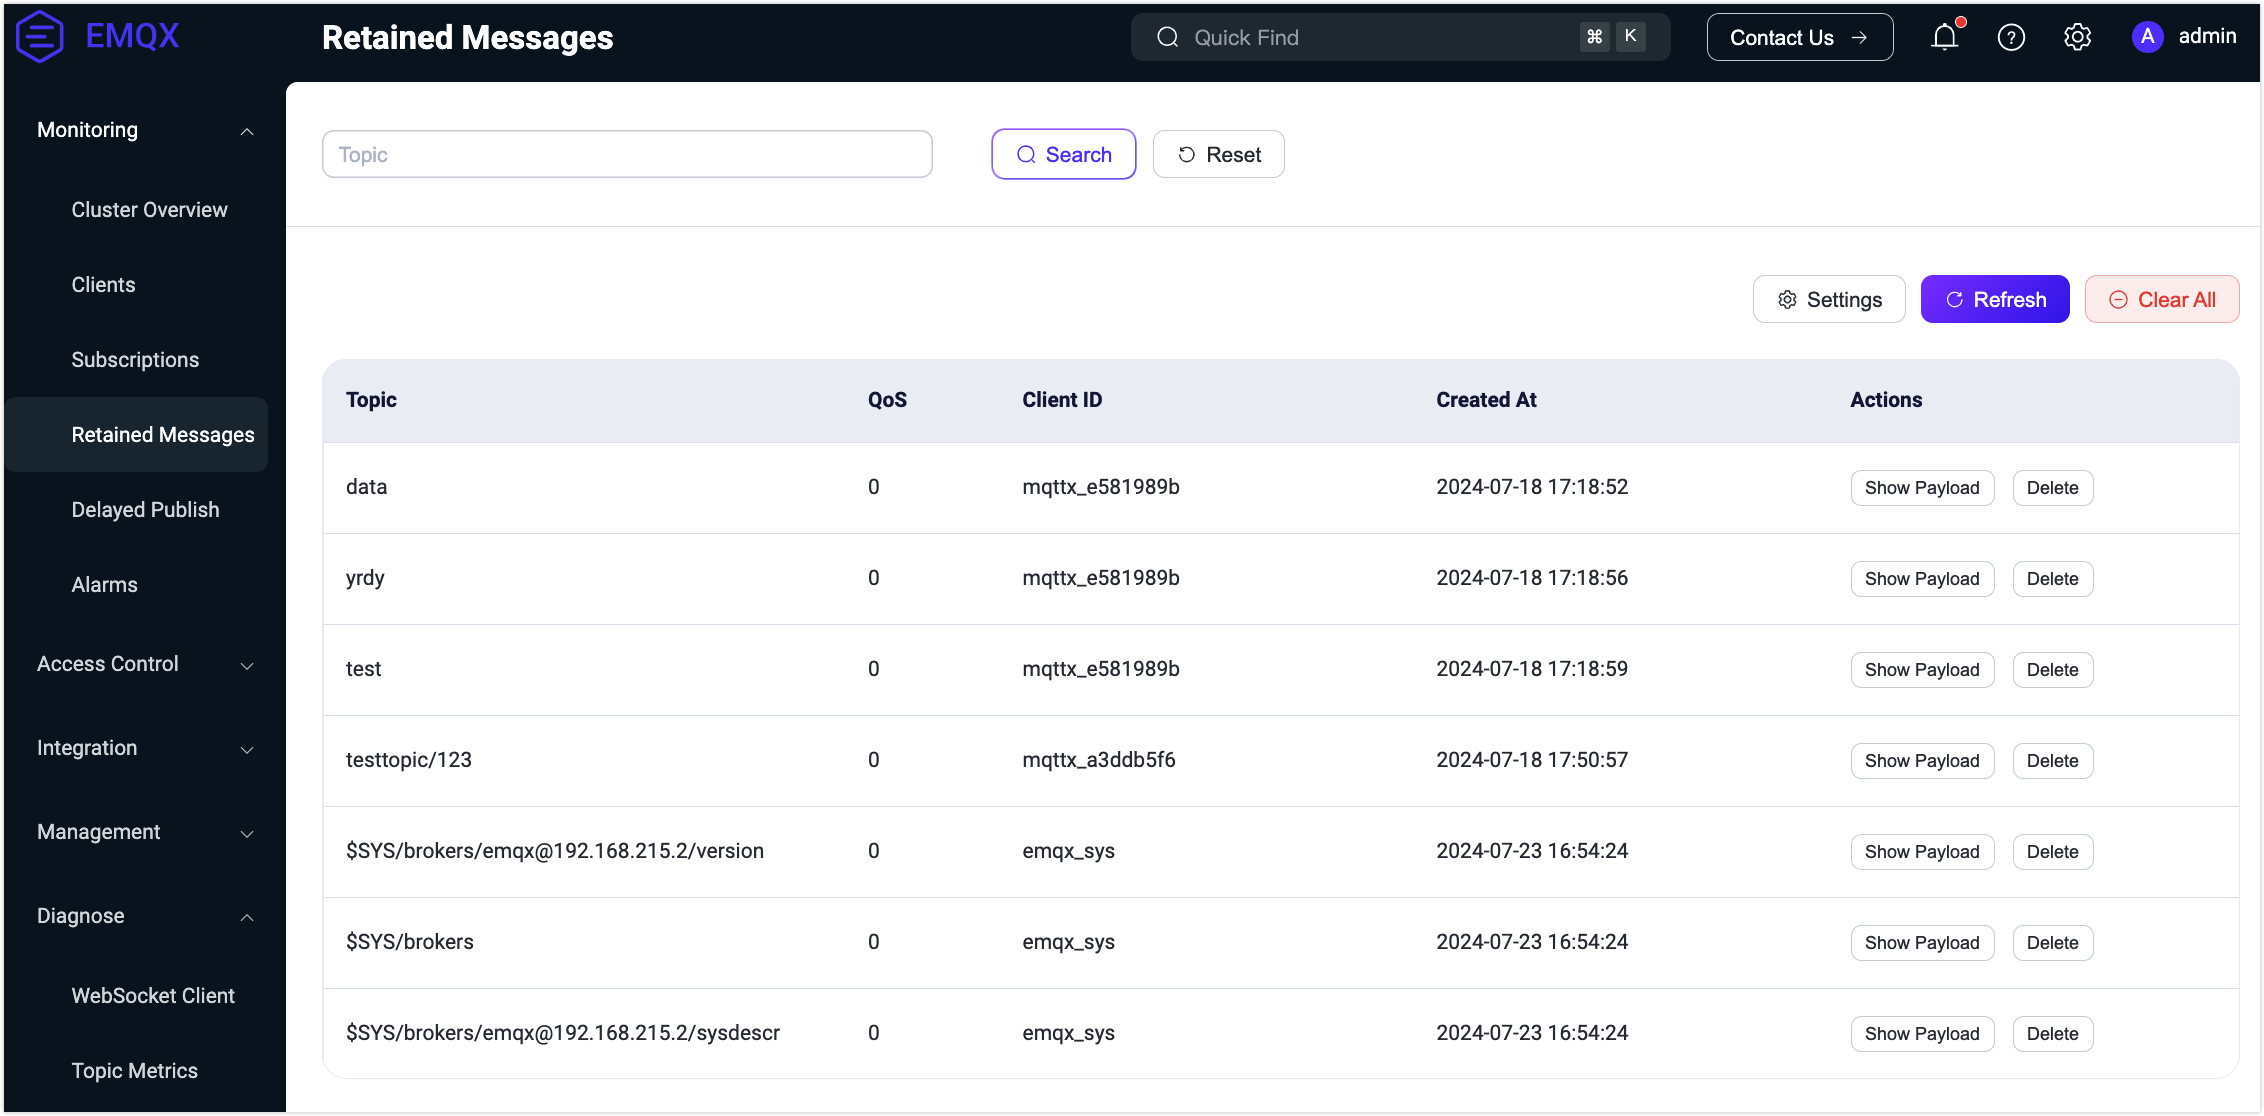 EMQX
Retained Messages
Quick Find
⌘ K
Contact Us →
?
A admin
Monitoring
Cluster Overview
Clients
Subscriptions
Retained Messages
Delayed Publish
Alarms
Access Control
Integration
Management
Diagnose
WebSocket Client
Topic Metrics
Topic
Search
Reset
Settings
Refresh
Clear All
Topic QoS Client ID Created At Actions
data 0 mqttx_e581989b 2024-07-18 17:18:52 Show Payload Delete
yrdy 0 mqttx_e581989b 2024-07-18 17:18:56 Show Payload Delete
test 0 mqttx_e581989b 2024-07-18 17:18:59 Show Payload Delete
testtopic/123 0 mqttx_a3ddb5f6 2024-07-18 17:50:57 Show Payload Delete
$SYS/brokers/emqx@192.168.215.2/version 0 emqx_sys 2024-07-23 16:54:24 Show Payload Delete
$SYS/brokers 0 emqx_sys 2024-07-23 16:54:24 Show Payload Delete
$SYS/brokers/emqx@192.168.215.2/sysdescr 0 emqx_sys 2024-07-23 16:54:24 Show Payload Delete